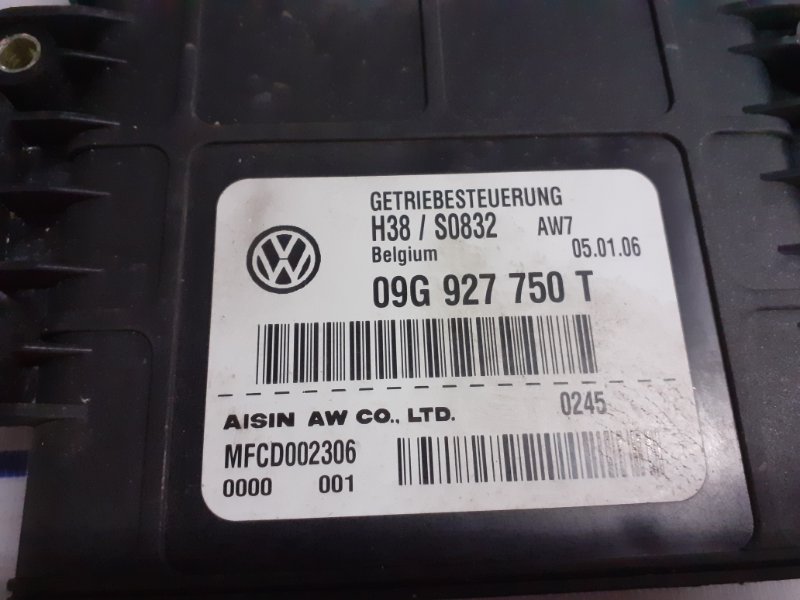 GETRIEBESTEUERUNG
H38 / S0832 AW7
Belgium 05.01.06
09G 927 750 T
AISIN AW CO., LTD. 0245
MFCD002306
0000 001